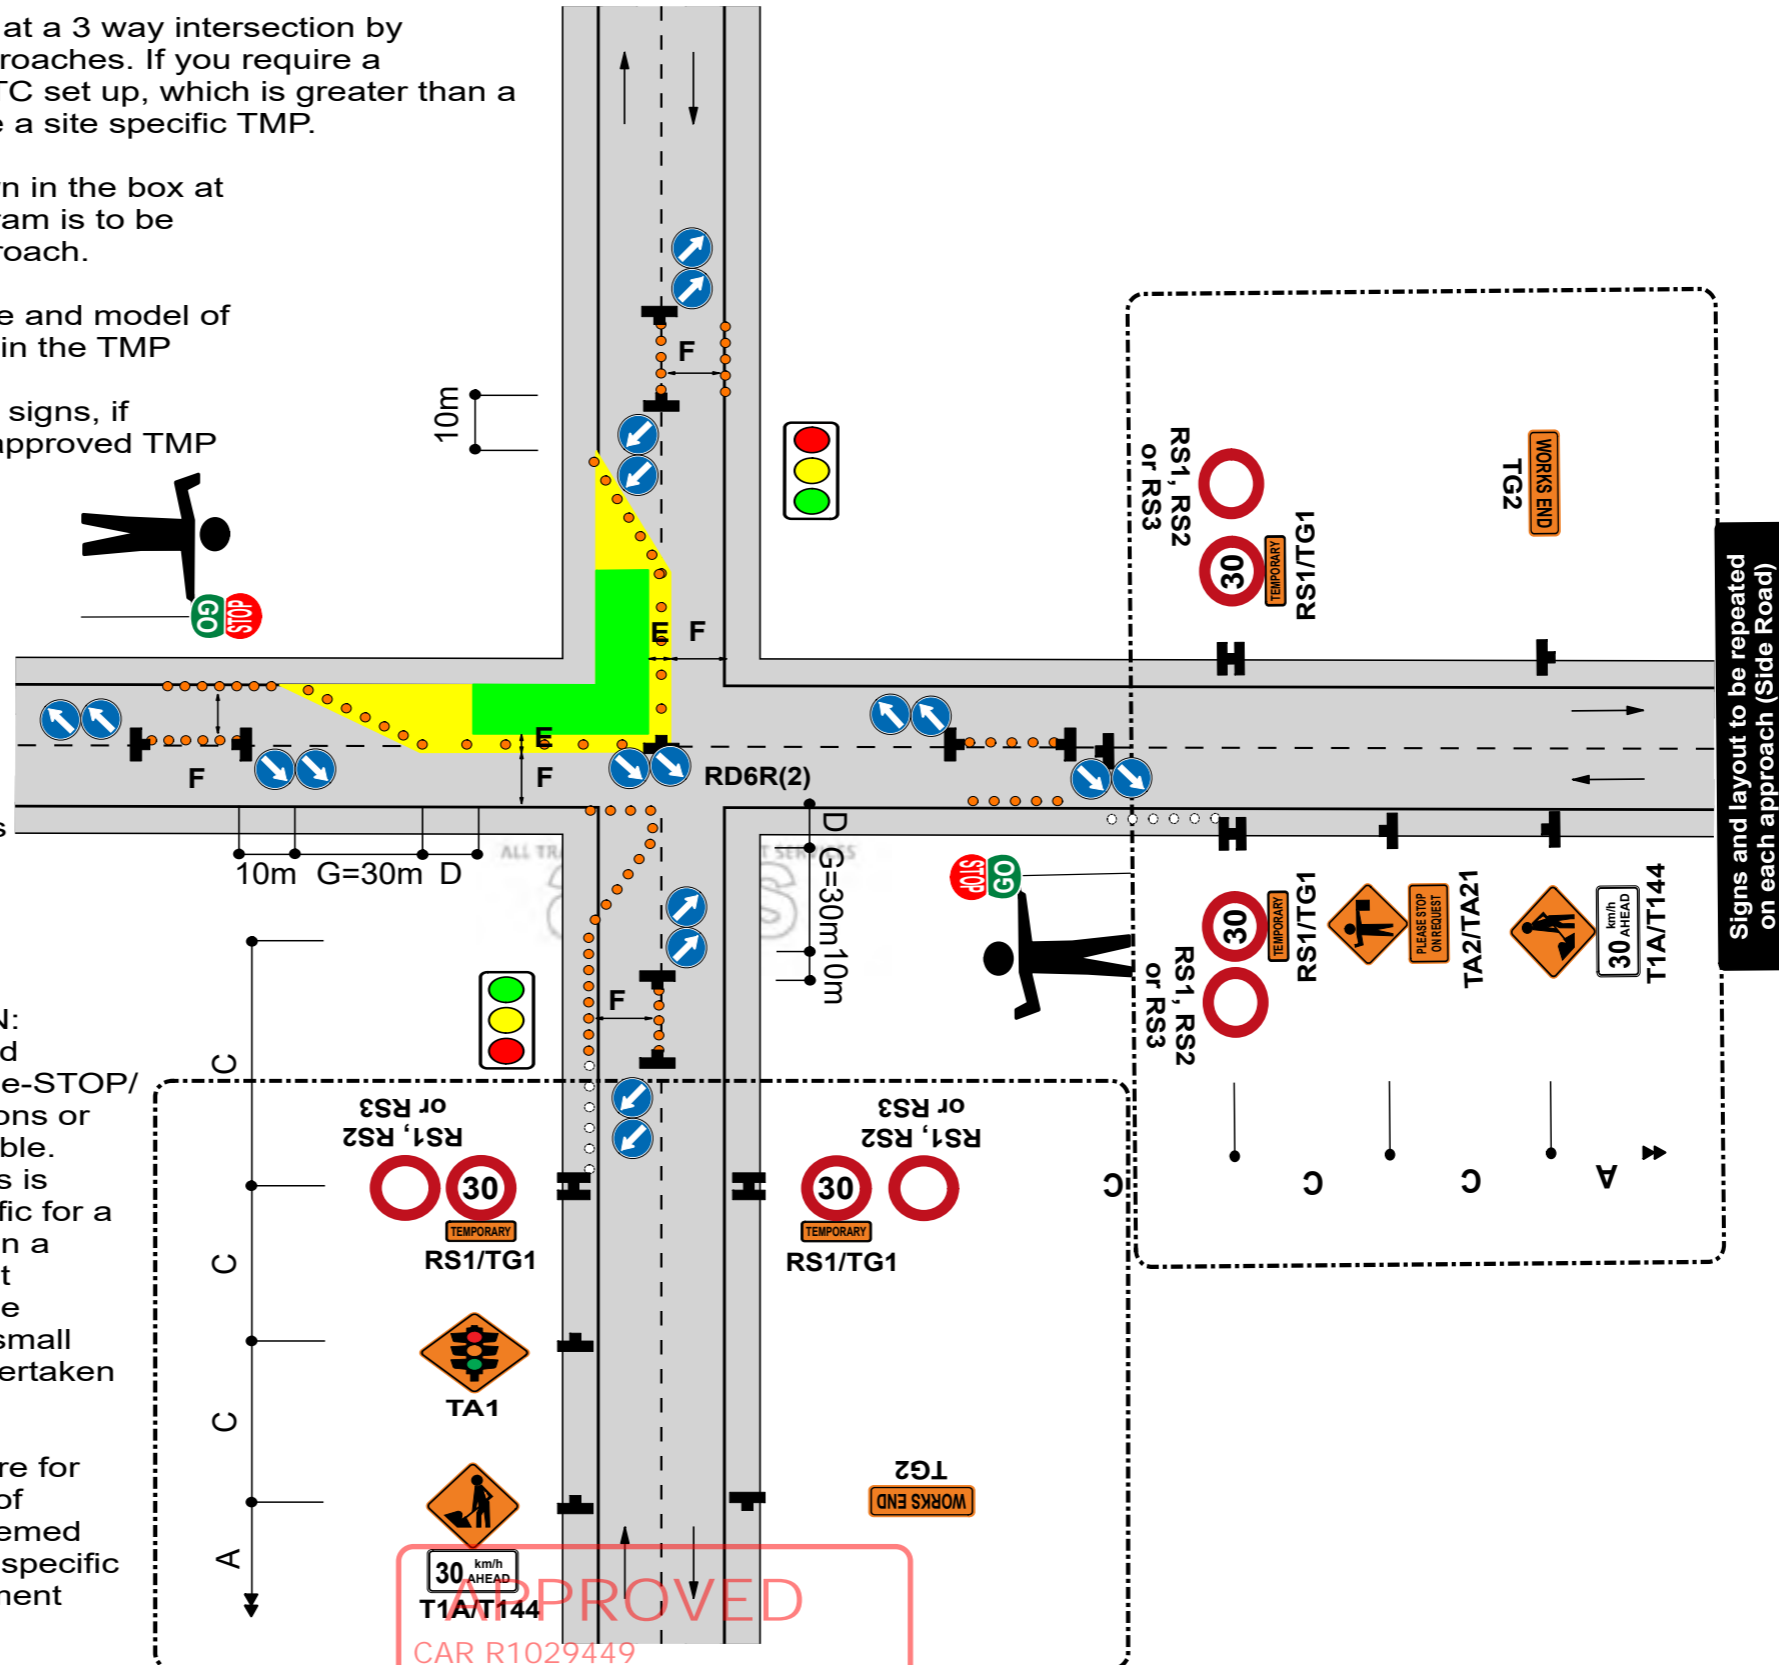 at a 3 way intersection by
roaches. If you require a
TC set up, which is greater than a
e a site specific TMP.
n in the box at
ram is to be
roach.
e and model of
in the TMP
signs, if
approved TMP
10m
GO
STOP
F
E
F
RS1, RS2
or RS3
30
TEMPORARY
RS1/TG1
WORKS END
TG2
Signs and layout to be repeated
on each approach (Side Road)
F
E
F
RD6R(2)
s
10m G=30m D
D
G=30m
10m
ALL TRA
T SERVICES
STOP
GO
30
TEMPORARY
RS1/TG1
RS1, RS2
or RS3
PLEASE STOP
ON REQUEST
TA2/TA21
30 km/h
AHEAD
T1A/T144
F
N:
d
e-STOP/
ons or
ble.
s is
fic for a
n a
t
e
small
ertaken
re for
of
emed
specific
ment
C
C
C
A
RS1, RS2
or RS3
30
TEMPORARY
RS1/TG1
RS1, RS2
or RS3
30
TEMPORARY
RS1/TG1
C
C
C
A
TA1
30 km/h
AHEAD
T1A/T144
TG2
WORKS END
APPROVED
CAR R1029449